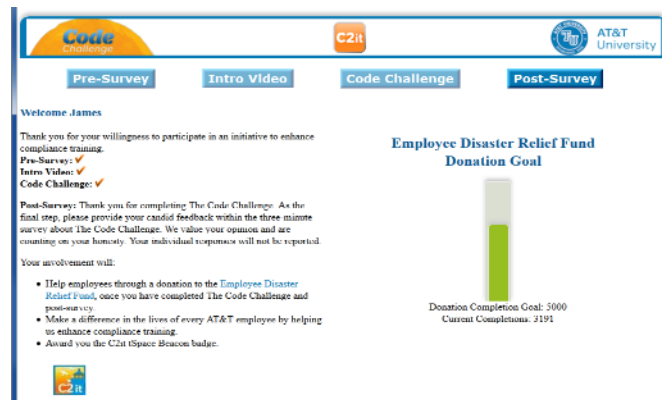 Code
Challenge
C2it
AT&T
University
Pre-Survey
Intro Video
Code Challenge
Post-Survey
Welcome James
Thank you for your willingness to participate in an initiative to enhance
compliance training.
Pre-Survey: ✓
Intro Video: ✓
Code Challenge: ✓
Post-Survey: Thank you for completing The Code Challenge. As the
final step, please provide your candid feedback within the three-minute
survey about The Code Challenge. We value your opinion and are
counting on your honesty. Your individual responses will not be reported.
Your involvement will:
• Help employees through a donation to the Employee Disaster
Relief Fund, once you have completed The Code Challenge and
post-survey.
• Make a difference in the lives of every AT&T employee by helping
us enhance compliance training.
• Award you the C2it tSpace Beacon badge.
C2it
Employee Disaster Relief Fund
Donation Goal
Donation Completion Goal: 5000
Current Completions: 3191